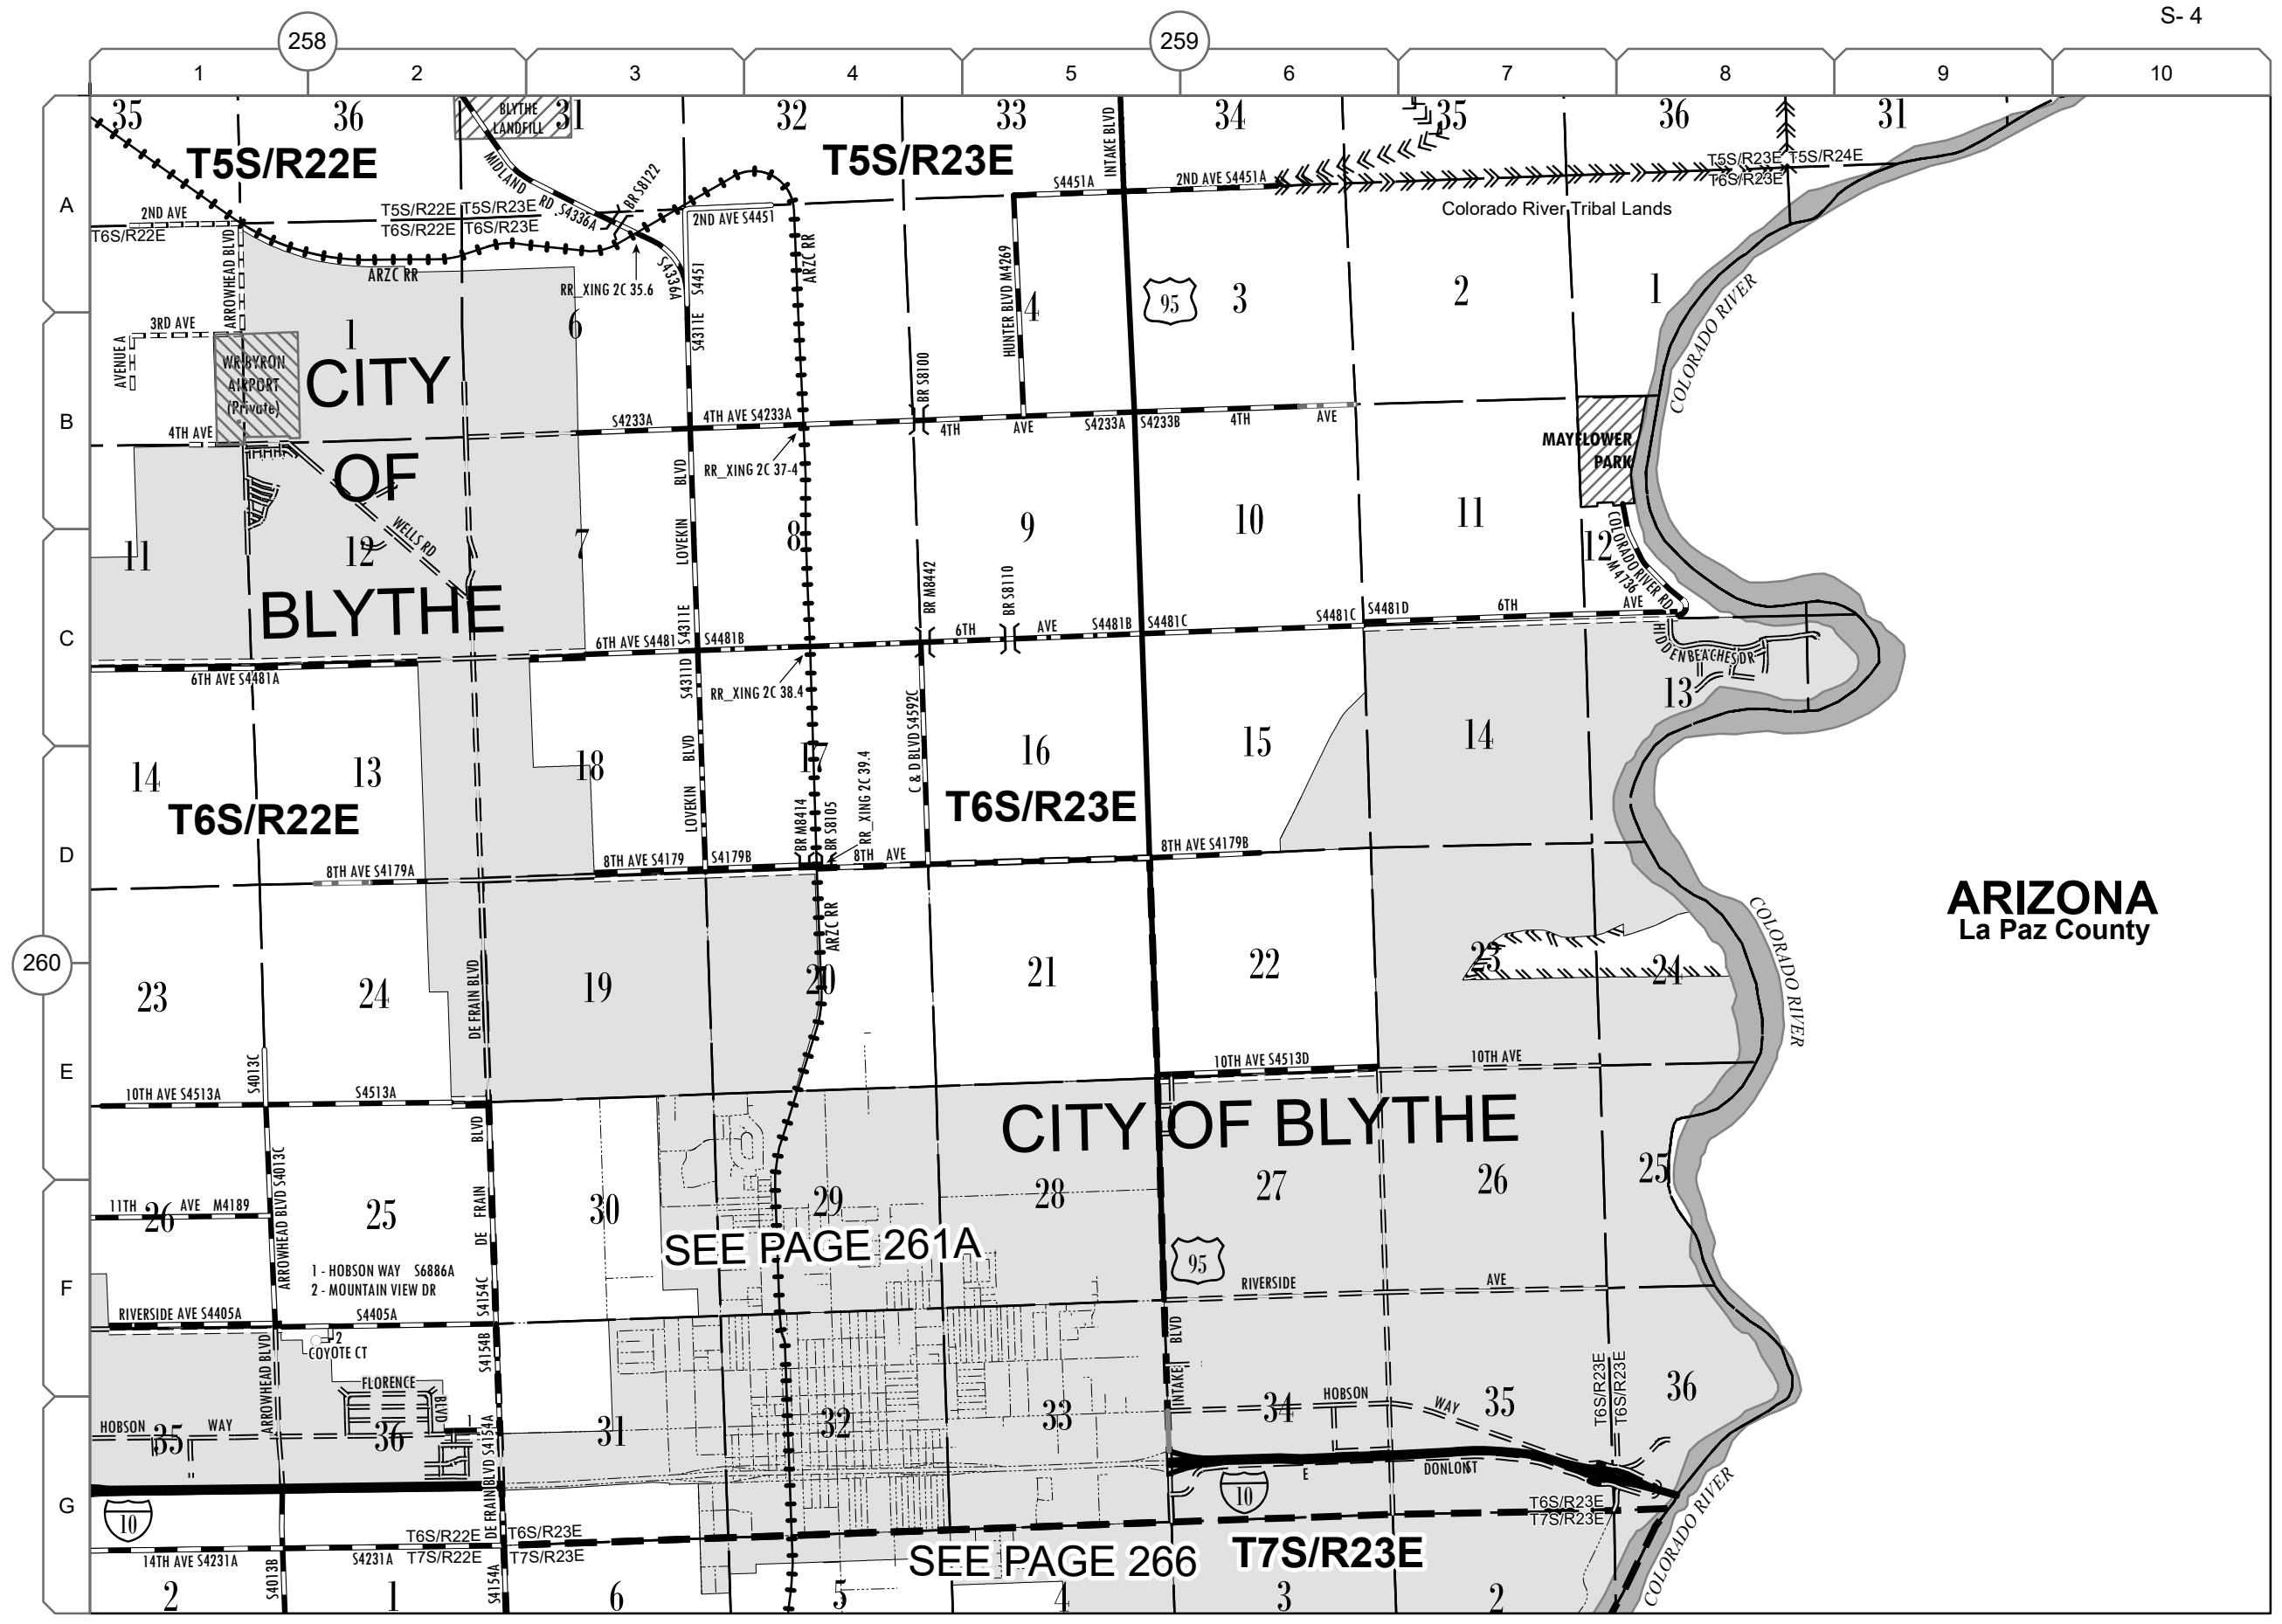 S- 4
258
259
1 2 3 4 5 6 7 8 9 10
35 36 31 32 33 34 35 36 31
BLYTHE
LANDFILL
T5S/R22E
T5S/R23E
INTAKE BLVD
MIDLAND RD S4336A
BR S8122
T5S/R23E T5S/R24E
T6S/R23E
S4451A
2ND AVE S4451A
A
2ND AVE
T6S/R22E
T5S/R22E T5S/R23E
T6S/R22E T6S/R23E
2ND AVE S4451
Colorado River Tribal Lands
ARROWHEAD BLVD
ARZC RR
S4336A
S4451
ARZC RR
HUNTER BLVD M4269
RR_XING 2C 35.6
95
1 6 4 3 2 1
COLORADO RIVER
3RD AVE
AVENUE A
WR BYRON
AIRPORT
(Private)
CITY
S4311E
BR S8100
B
4TH AVE
S4233A
4TH AVE S4233A
4TH AVE
S4233A
S4233B
4TH AVE
MAYFLOWER
PARK
OF
RR_XING 2C 37-4
BLVD
LOVEKIN
WELLS RD
11 12 7 8 9 10 11 12
COLORADO RIVER RD
M4736
BLYTHE
S4311E
BR M8442
BR S8110
C
6TH AVE S4481A
6TH AVE S4481
S4481B
6TH AVE
S4481B
S4481C
S4481C
S4481D
6TH AVE
HIDDEN BEACHES DR
S4311D
RR_XING 2C 38.4
C & D BLVD S4592C
BLVD
LOVEKIN
14 13 18 17 16 15 14 13
T6S/R22E
T6S/R23E
BR M8414
BR S8105
RR_XING 2C 39.4
D
8TH AVE S4179A
8TH AVE S4179
S4179B
8TH AVE
8TH AVE S4179B
ARIZONA
La Paz County
COLORADO RIVER
ARZC RR
260
DE FRAIN BLVD
23 24 19 20 21 22 23 24
E
S4013C
10TH AVE S4513A
S4513A
10TH AVE S4513D
10TH AVE
CITY OF BLYTHE
BLVD
ARROWHEAD BLVD S4013C
11TH AVE M4189
26 25 30 29 28 27 26 25
DE FRAIN
SEE PAGE 261A
95
F
1 - HOBSON WAY S6886A
2 - MOUNTAIN VIEW DR
S4154C
RIVERSIDE AVE
RIVERSIDE AVE S4405A
S4405A
2
COYOTE CT
S4154B
ARROWHEAD BLVD
BLVD
INTAKE
T6S/R23E
T6S/R23E
FLORENCE
BLVD
1
HOBSON WAY
HOBSON WAY
35 36 31 32 33 34 35 36
S4154A
DE FRAIN BLVD
E DONLON ST
10
10
G
T6S/R22E T6S/R23E
T7S/R22E T7S/R23E
T6S/R23E
T7S/R23E
14TH AVE S4231A
S4231A
S4013B
S4154A
SEE PAGE 266
T7S/R23E
COLORADO RIVER
2 1 6 5 4 3 2